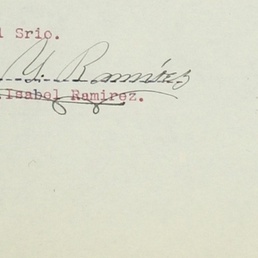 l Srio.
Y. Ramírez
.Isabel Ramirez.